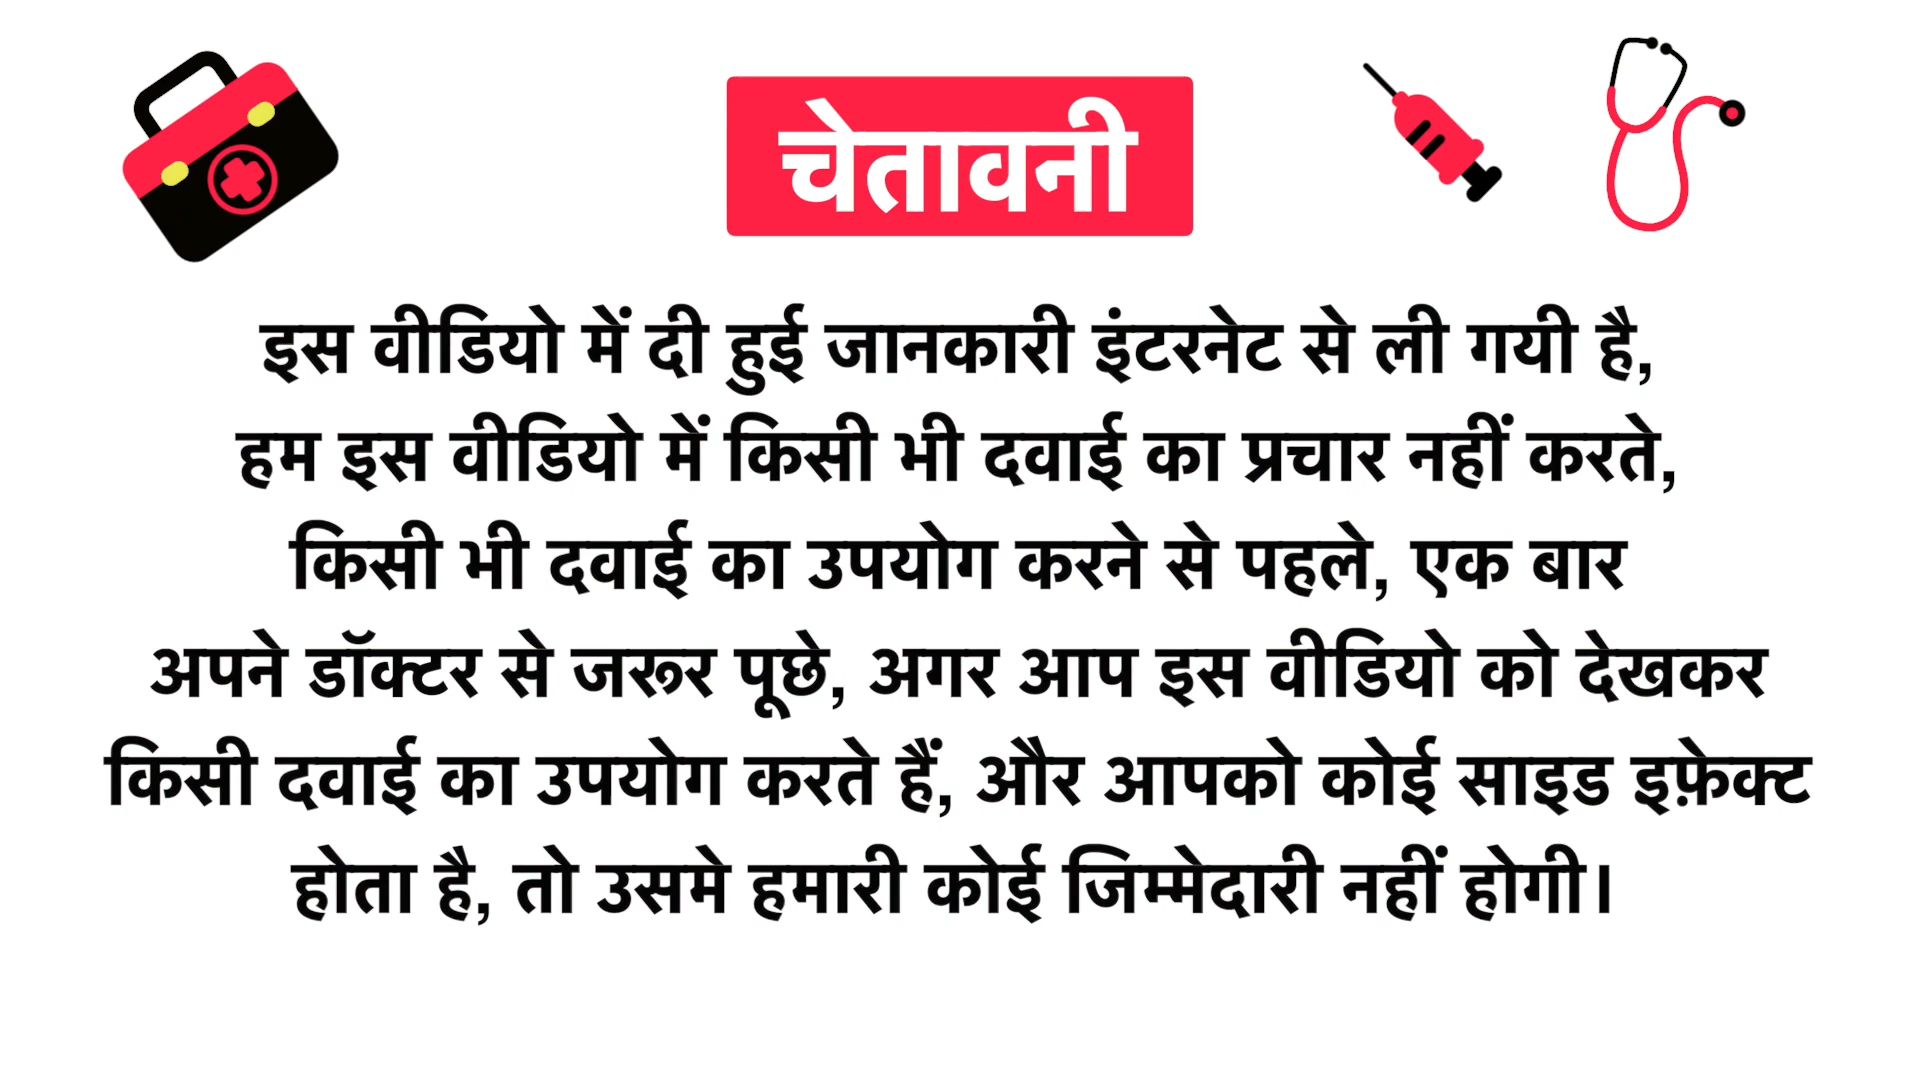 चेतावनी
इस वीडियो में दी हुई जानकारी इंटरनेट से ली गयी है,
हम इस वीडियो में किसी भी दवाई का प्रचार नहीं करते,
किसी भी दवाई का उपयोग करने से पहले, एक बार
अपने डॉक्टर से जरूर पूछे, अगर आप इस वीडियो को देखकर
किसी दवाई का उपयोग करते हैं, और आपको कोई साइड इफ़ेक्ट
होता है, तो उसमे हमारी कोई जिम्मेदारी नहीं होगी।